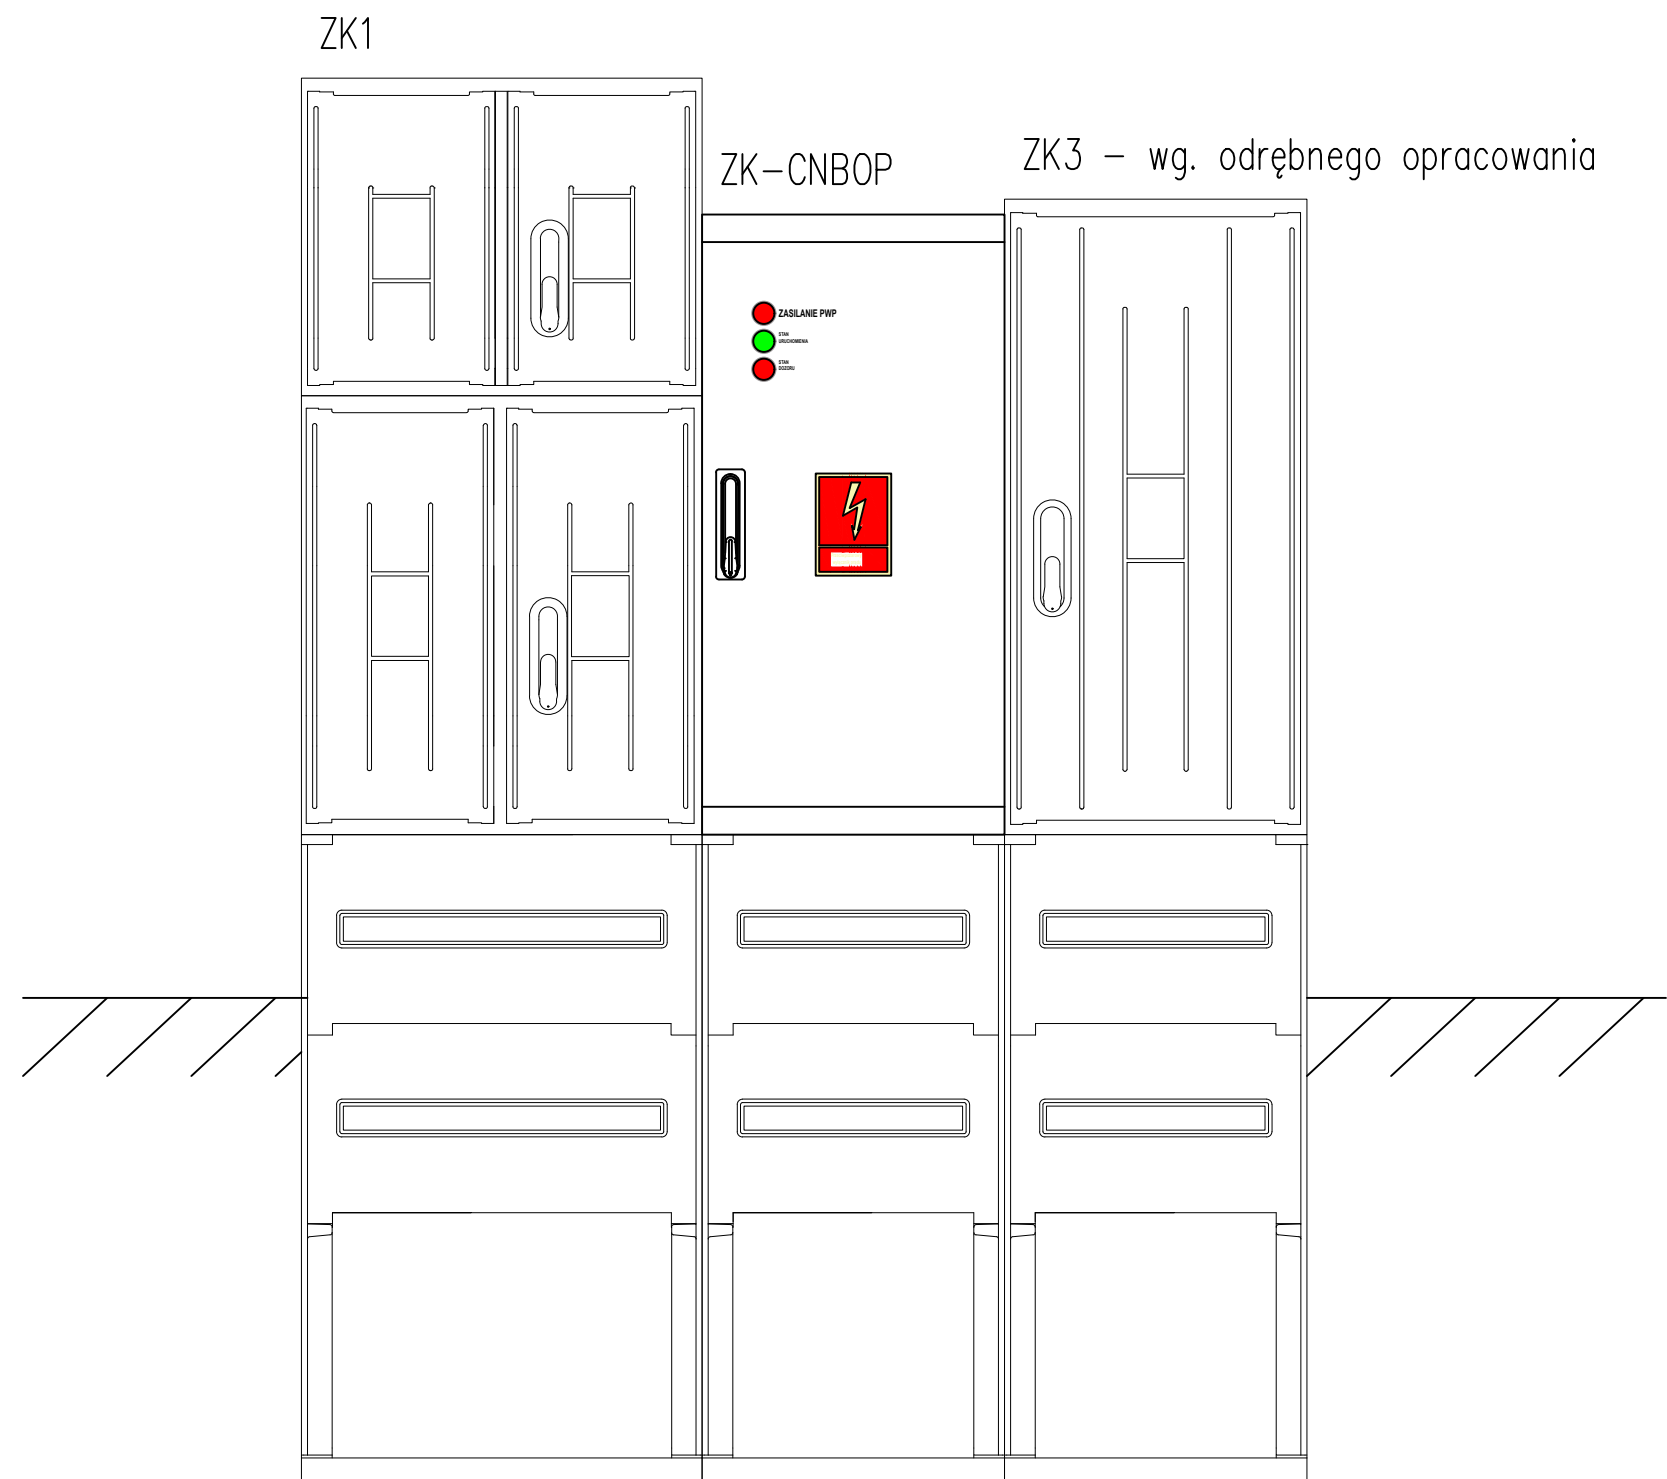 ZK1
ZK-CNBOP
ZK3 - wg. odrębnego opracowania
ZASILANIE PWP
STAN
URUCHOMIENIA
STAN
DOZORU